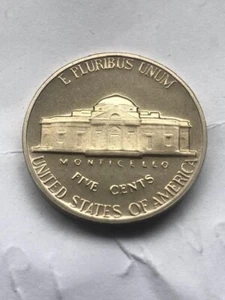 E PLURIBUS UNUM
MONTICELLO
FIVE CENTS
UNITED STATES OF AMERICA